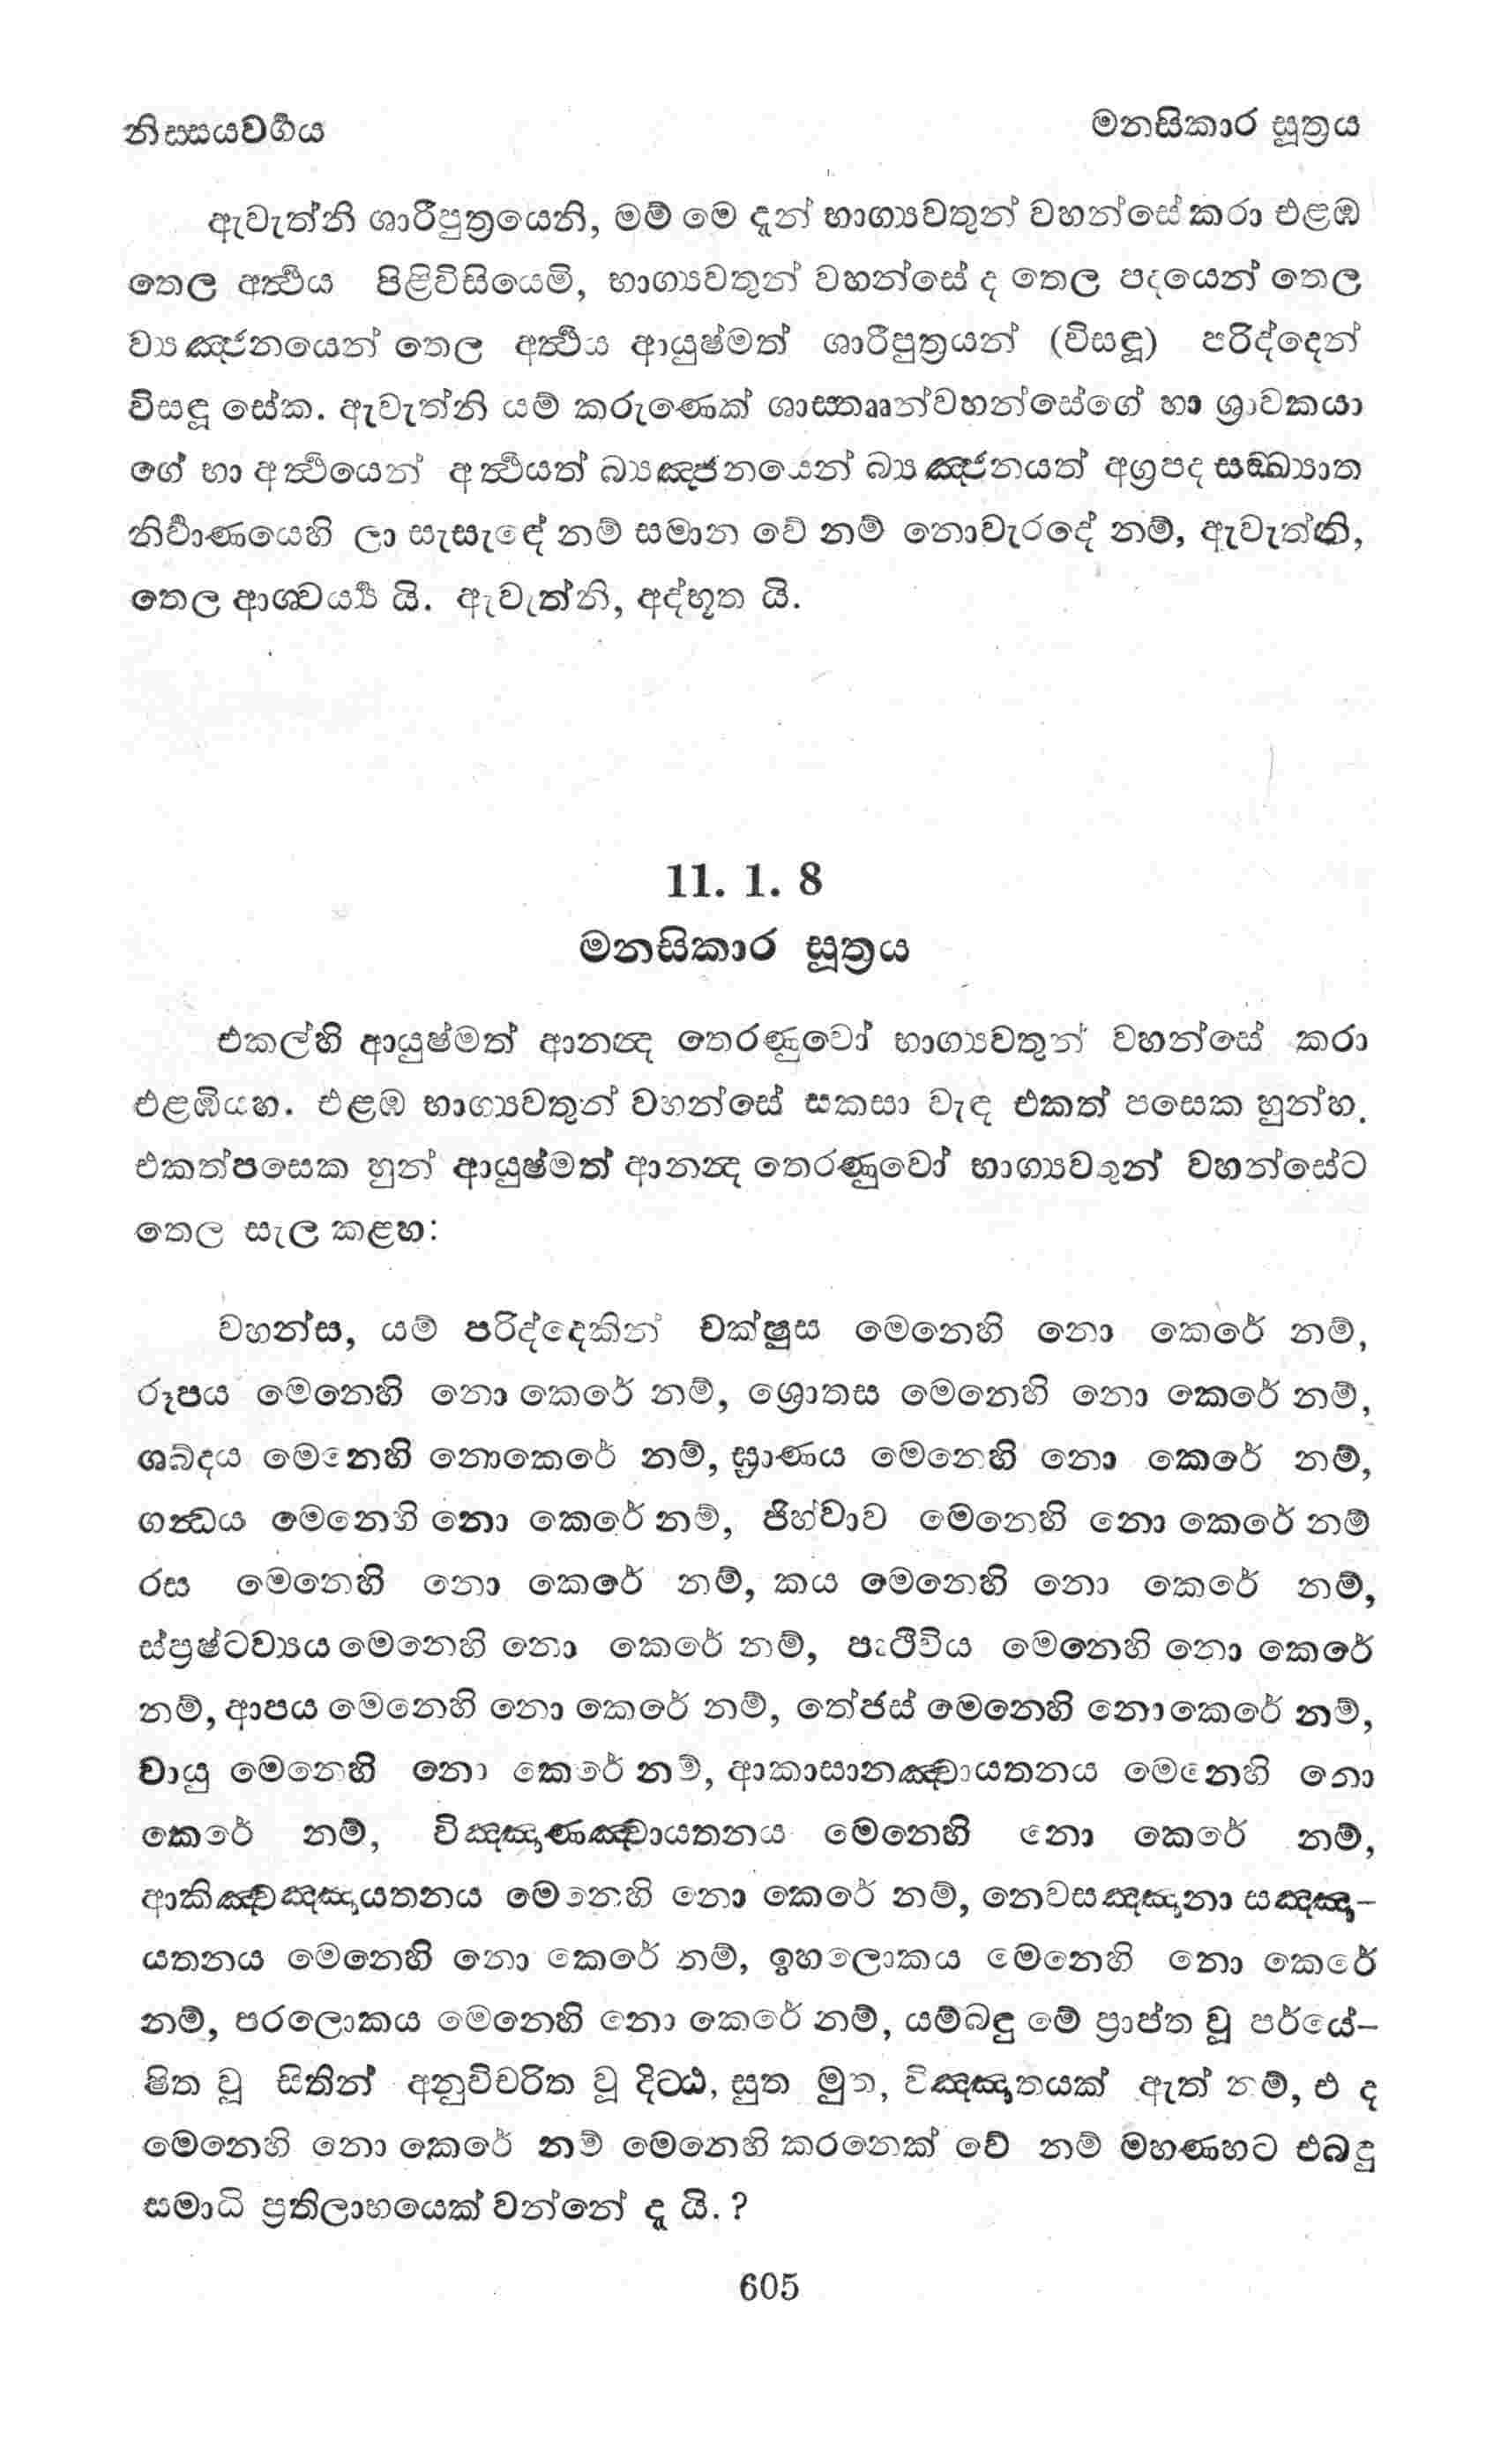 නිස්සයවර්‍ගය
මනසිකාර සූත්‍රය
ඇවැත්නි ශාරීපුත්‍රයෙනි, මම් මෙ දැන් භාග්‍යවතුන් වහන්සේ කරා එළඹ
තෙල අර්‍ත්‍ථය පිළිවිසියෙමි, භාග්‍යවතුන් වහන්සේ ද තෙල පදයෙන් තෙල
ව්‍යඤ්ජනයෙන් තෙල අර්‍ත්‍ථය ආයුෂ්මත් ශාරීපුත්‍රයන් (විසඳූ) පරිද්දෙන්
විසඳූ සේක. ඇවැත්නි යම් කරුණෙක් ශාස්තෲන්වහන්සේගේ හා ශ්‍රාවකයා
ගේ හා අර්‍ත්‍ථයෙන් අර්‍ත්‍ථයත් බ්‍යඤ්ජනයෙන් බ්‍යඤ්ජනයත් අග්‍රපද සඞ්ඛ්‍යාත
නිර්‍වාණයෙහි ලා සැසැඳේ නම් සමාන වේ නම් නොවැරදේ නම්, ඇවැත්නි,
තෙල ආශ්චර්‍ය්‍ය යි. ඇවැත්නි, අද්භූත යි.
11. 1. 8
මනසිකාර සූත්‍රය
එකල්හි ආයුෂ්මත් ආනන්‍ද තෙරණුවෝ භාග්‍යවතුන් වහන්සේ කරා
එළඹියහ. එළඹ භාග්‍යවතුන් වහන්සේ සකසා වැඳ එකත් පසෙක හුන්හ.
එකත්පසෙක හුන් ආයුෂ්මත් ආනන්‍ද තෙරණුවෝ භාග්‍යවතුන් වහන්සේට
තෙල සැල කළහ:
වහන්ස, යම් පරිද්දෙකින් චක්ෂුස මෙනෙහි නො කෙරේ නම්,
රූපය මෙනෙහි නො කෙරේ නම්, ශ්‍රොතස මෙනෙහි නො කෙරේ නම්,
ශබ්දය මෙනෙහි නොකෙරේ නම්, ඝ්‍රාණය මෙනෙහි නො කෙරේ නම්,
ගන්‍ධය මෙනෙහි නො කෙරේ නම්, ජිහ්වාව මෙනෙහි නො කෙරේ නම්
රස මෙනෙහි නො කෙරේ නම්, කය මෙනෙහි නො කෙරේ නම්,
ස්ප්‍රෂ්ටව්‍යය මෙනෙහි නො කෙරේ නම්, පෘථිවිය මෙනෙහි නො කෙරේ
නම්, ආපය මෙනෙහි නො කෙරේ නම්, තේජස් මෙනෙහි නොකෙරේ නම්,
වායු මෙනෙහි නො කෙරේ නම්, ආකාසානඤ්චායතනය මෙනෙහි නො
කෙරේ නම්, විඤ්ඤාණඤ්චායතනය මෙනෙහි නො කෙරේ නම්,
ආකිඤ්චඤ්ඤායතනය මෙනෙහි නො කෙරේ නම්, නෙවසඤ්ඤානා සඤ්ඤා-
යතනය මෙනෙහි නො කෙරේ නම්, ඉහලොකය මෙනෙහි නො කෙරේ
නම්, පරලොකය මෙනෙහි නො කෙරේ නම්, යම්බඳු මේ ප්‍රාප්ත වූ පර්යේ-
ෂිත වූ සිතින් අනුවිචරිත වූ දිට්ඨ, සුත මුත, විඤ්ඤාතයක් ඇත් නම්, එ ද
මෙනෙහි නො කෙරේ නම් මෙනෙහි කරනෙක් වේ නම් මහණහට එබඳු
සමාධි ප්‍රතිලාභයෙක් වන්නේ දැ යි. ?
605